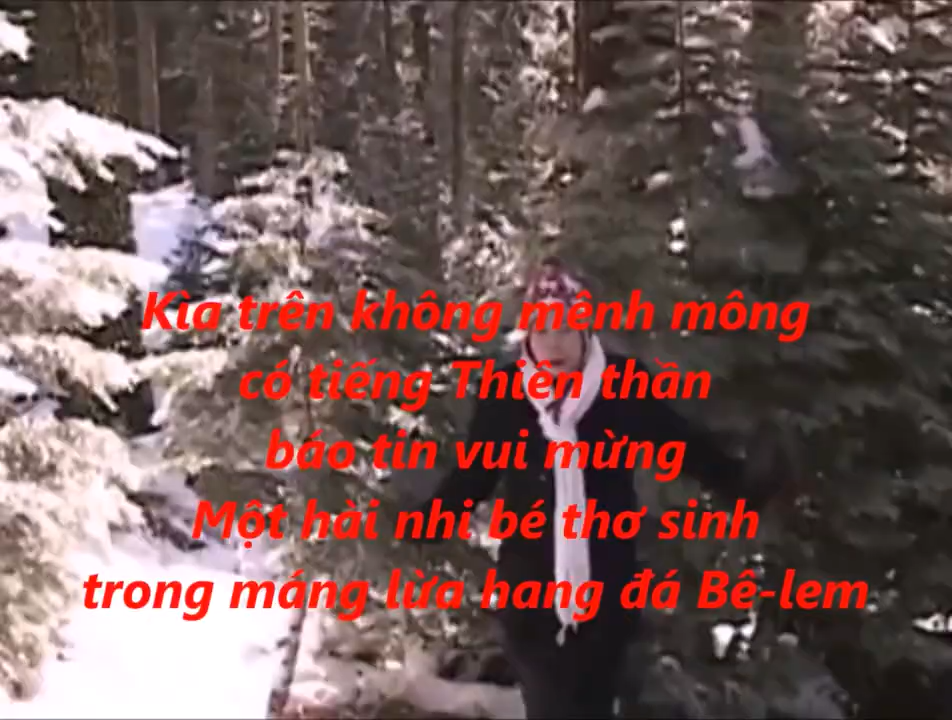 Kìa trên không mênh mông
có tiếng Thiên thần
báo tin vui mừng
Một hài nhi bé thơ sinh
trong máng lừa hang đá Bê-lem